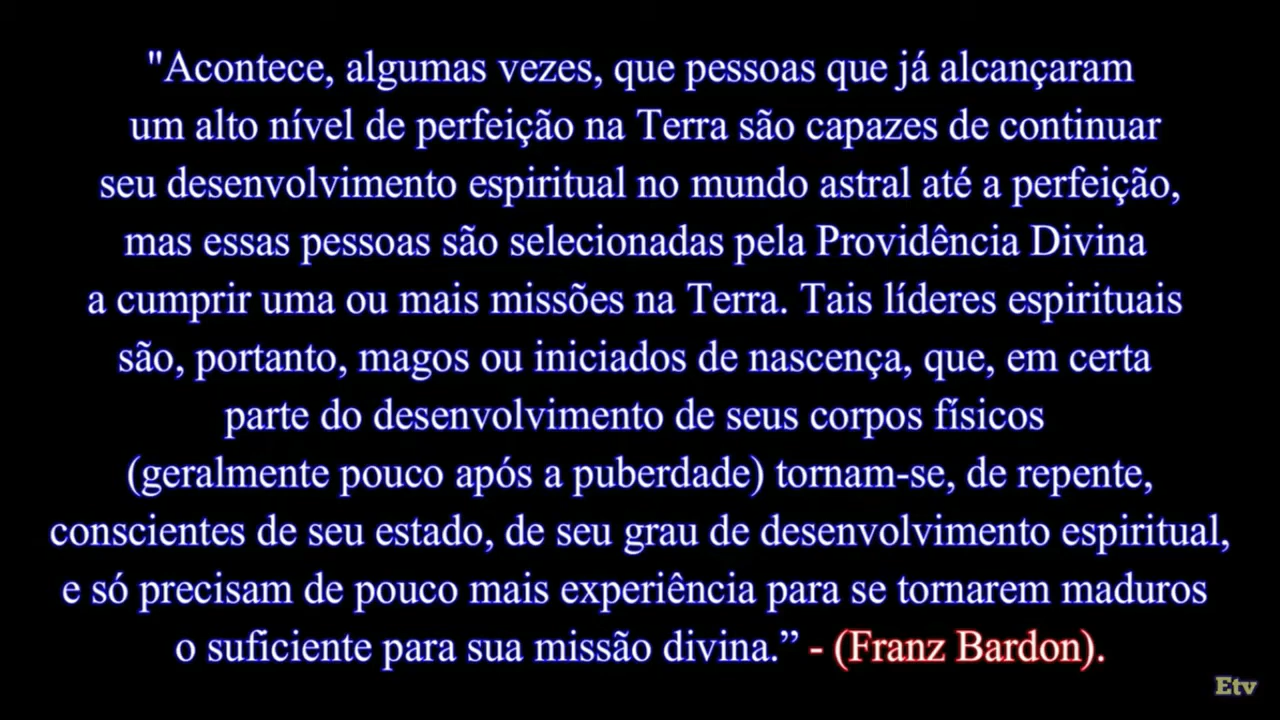 "Acontece, algumas vezes, que pessoas que já alcançaram
um alto nível de perfeição na Terra são capazes de continuar
seu desenvolvimento espiritual no mundo astral até a perfeição,
mas essas pessoas são selecionadas pela Providência Divina
a cumprir uma ou mais missões na Terra. Tais líderes espirituais
são, portanto, magos ou iniciados de nascença, que, em certa
parte do desenvolvimento de seus corpos físicos
(geralmente pouco após a puberdade) tornam-se, de repente,
conscientes de seu estado, de seu grau de desenvolvimento espiritual,
e só precisam de pouco mais experiência para se tornarem maduros
o suficiente para sua missão divina.” - (Franz Bardon).
Etv